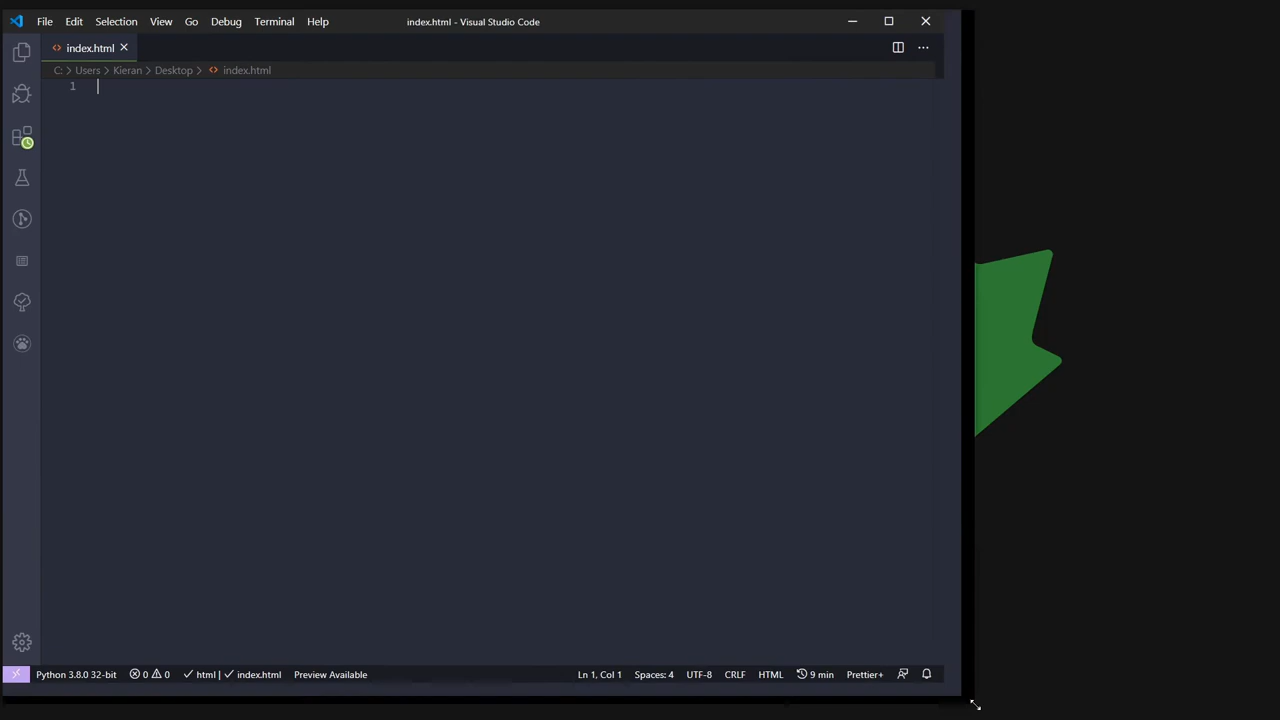 File Edit Selection View Go Debug Terminal Help index.html - Visual Studio Code
index.html
C: > Users > Kieran > Desktop > index.html
1
Python 3.8.0 32-bit 0 0 html | index.html Preview Available Ln 1, Col 1 Spaces: 4 UTF-8 CRLF HTML 9 min Prettier+